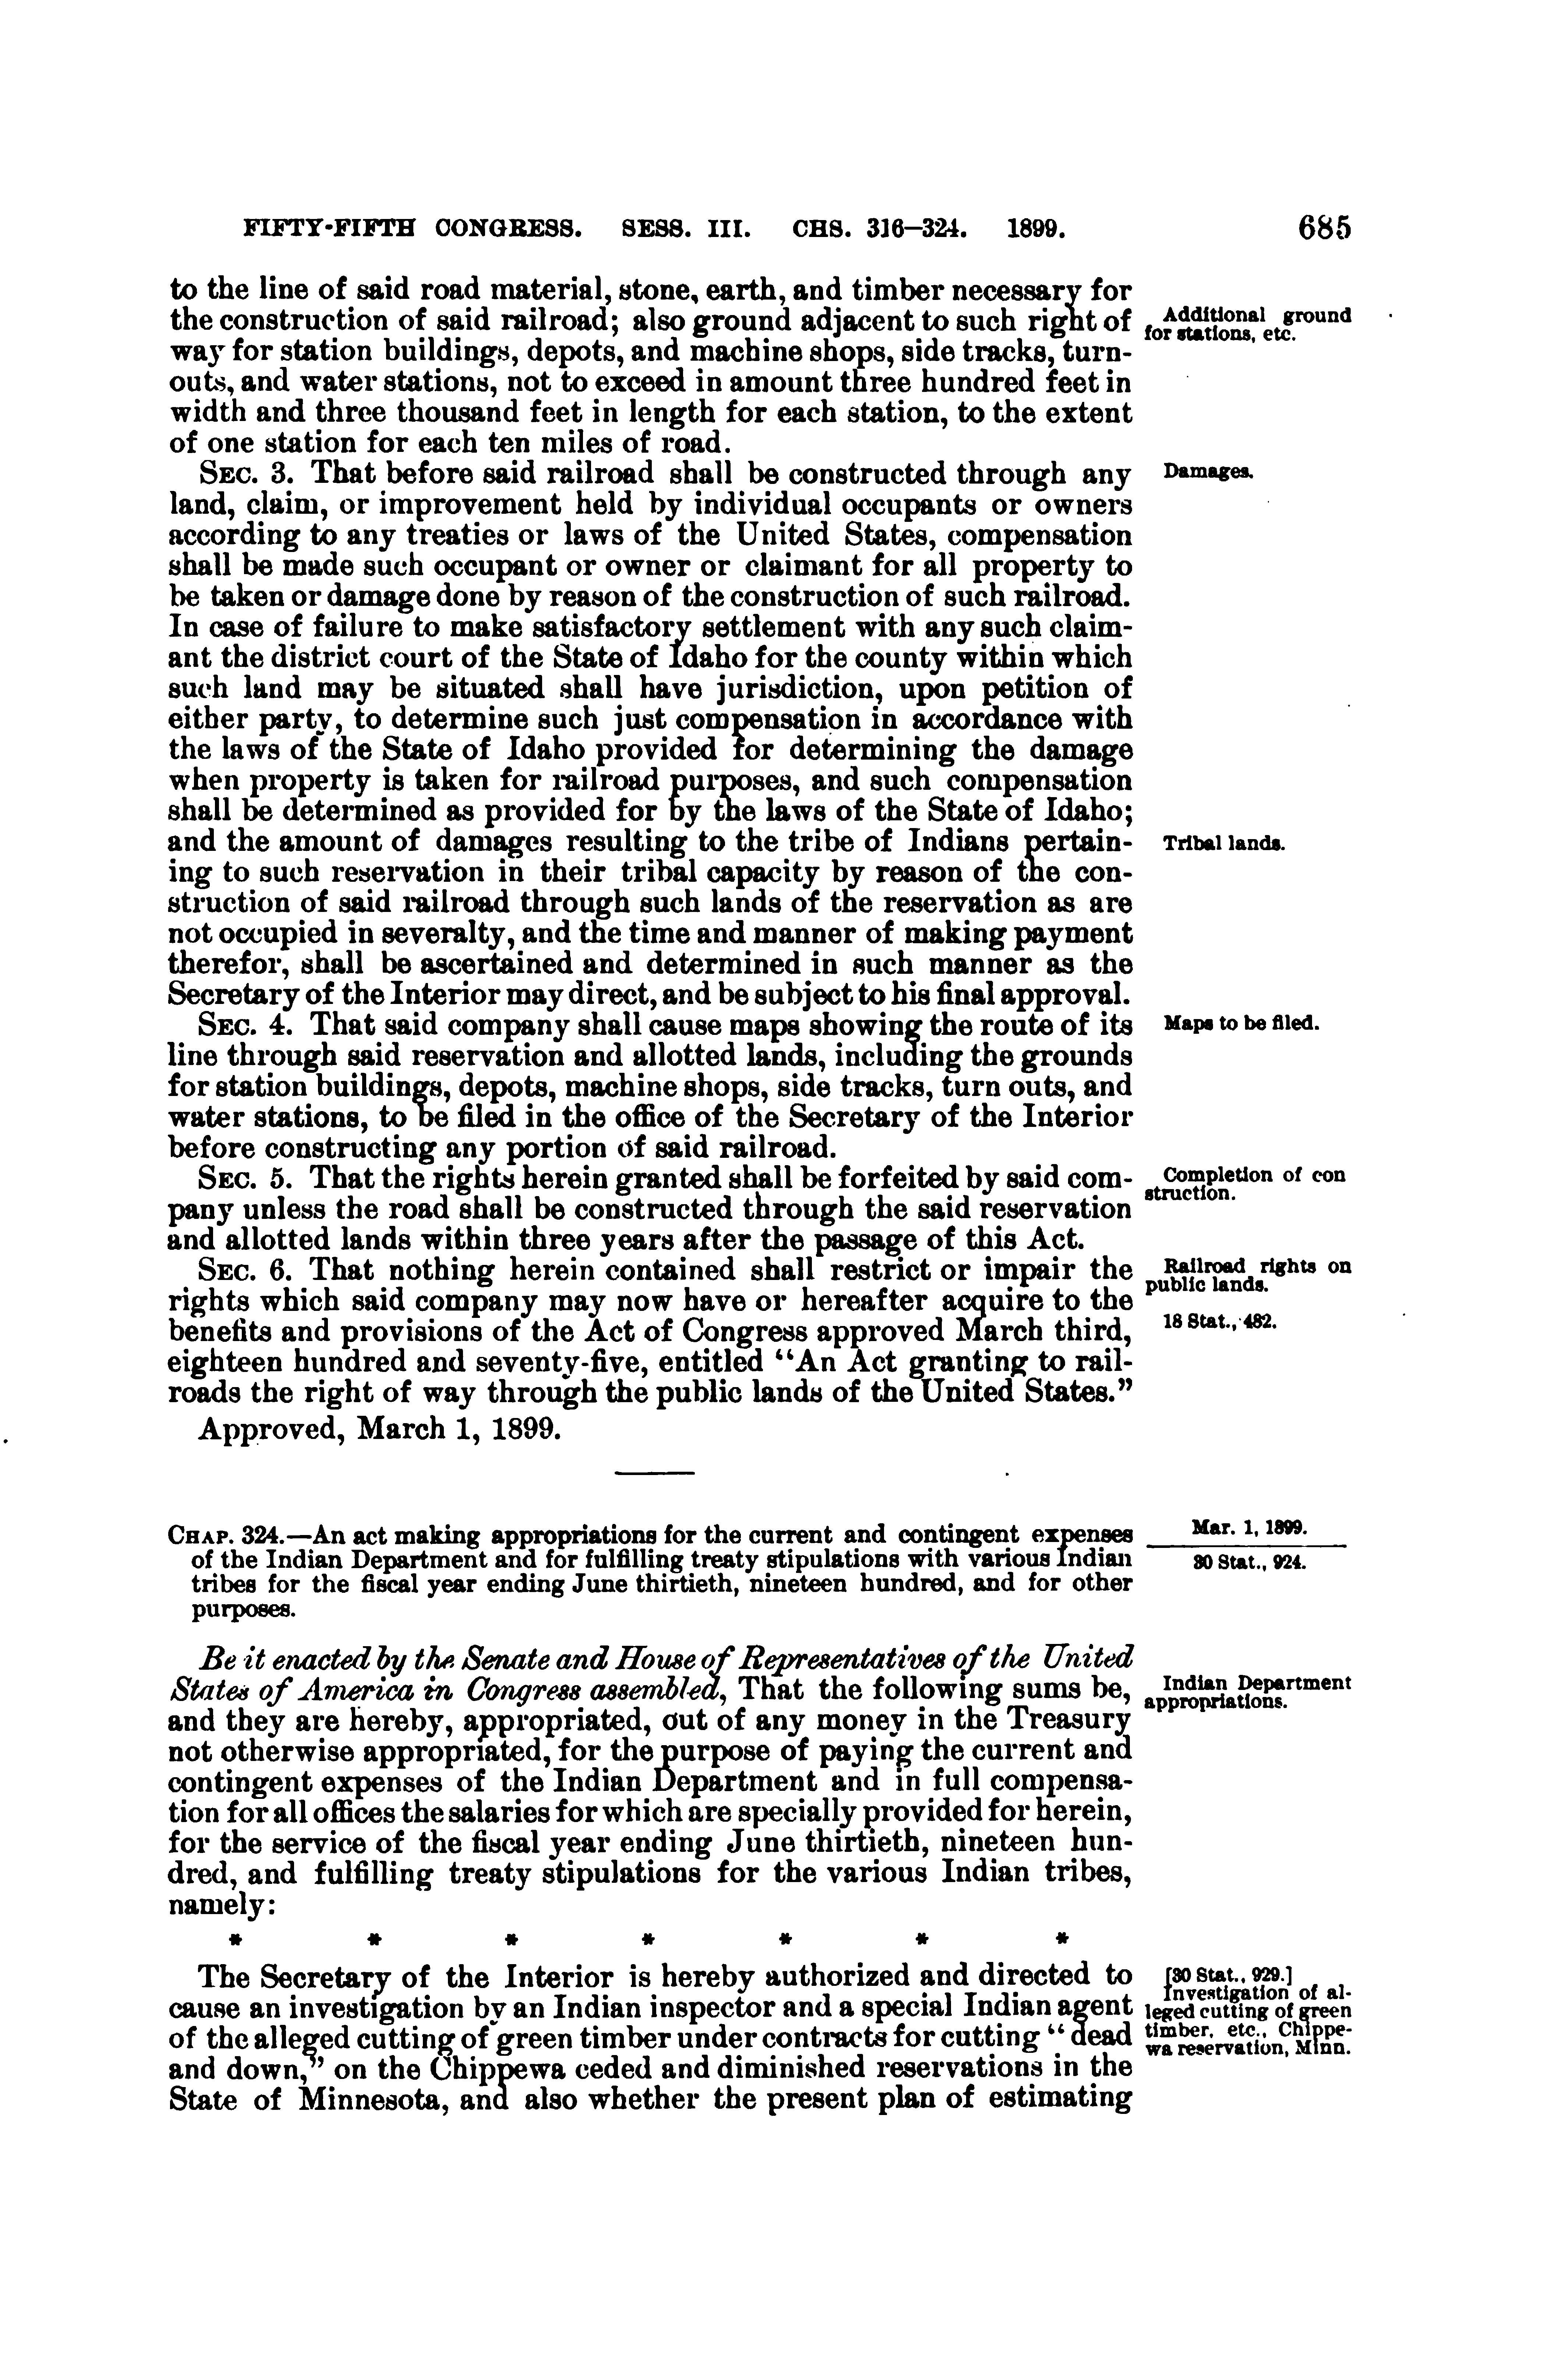 FIFTY-FIFTH CONGRESS. SESS. III. CHS. 316–324. 1899. 685
to the line of said road material, stone, earth, and timber necessary for
the construction of said railroad; also ground adjacent to such right of
way for station buildings, depots, and machine shops, side tracks, turn-
outs, and water stations, not to exceed in amount three hundred feet in
width and three thousand feet in length for each station, to the extent
of one station for each ten miles of road.
Additional ground
for stations, etc.
SEC. 3. That before said railroad shall be constructed through any
land, claim, or improvement held by individual occupants or owners
according to any treaties or laws of the United States, compensation
shall be made such occupant or owner or claimant for all property to
be taken or damage done by reason of the construction of such railroad.
In case of failure to make satisfactory settlement with any such claim-
ant the district court of the State of Idaho for the county within which
such land may be situated shall have jurisdiction, upon petition of
either party, to determine such just compensation in accordance with
the laws of the State of Idaho provided for determining the damage
when property is taken for railroad purposes, and such compensation
shall be determined as provided for by the laws of the State of Idaho;
and the amount of damages resulting to the tribe of Indians pertain-
ing to such reservation in their tribal capacity by reason of the con-
struction of said railroad through such lands of the reservation as are
not occupied in severalty, and the time and manner of making payment
therefor, shall be ascertained and determined in such manner as the
Secretary of the Interior may direct, and be subject to his final approval.
Damages.
Tribal lands.
SEC. 4. That said company shall cause maps showing the route of its
line through said reservation and allotted lands, including the grounds
for station buildings, depots, machine shops, side tracks, turn outs, and
water stations, to be filed in the office of the Secretary of the Interior
before constructing any portion of said railroad.
Maps to be filed.
SEC. 5. That the rights herein granted shall be forfeited by said com-
pany unless the road shall be constructed through the said reservation
and allotted lands within three years after the passage of this Act.
Completion of con
struction.
SEC. 6. That nothing herein contained shall restrict or impair the
rights which said company may now have or hereafter acquire to the
benefits and provisions of the Act of Congress approved March third,
eighteen hundred and seventy-five, entitled “An Act granting to rail-
roads the right of way through the public lands of the United States.”
Railroad rights on
public lands.
18 Stat., 482.
Approved, March 1, 1899.
CHAP. 324.—An act making appropriations for the current and contingent expenses
of the Indian Department and for fulfilling treaty stipulations with various Indian
tribes for the fiscal year ending June thirtieth, nineteen hundred, and for other
purposes.
Mar. 1, 1899.
30 Stat., 924.
Be it enacted by the Senate and House of Representatives of the United
States of America in Congress assembled, That the following sums be,
and they are hereby, appropriated, out of any money in the Treasury
not otherwise appropriated, for the purpose of paying the current and
contingent expenses of the Indian Department and in full compensa-
tion for all offices the salaries for which are specially provided for herein,
for the service of the fiscal year ending June thirtieth, nineteen hun-
dred, and fulfilling treaty stipulations for the various Indian tribes,
namely:
Indian Department
appropriations.
* * * * * * *
The Secretary of the Interior is hereby authorized and directed to
cause an investigation by an Indian inspector and a special Indian agent
of the alleged cutting of green timber under contracts for cutting “dead
and down,” on the Chippewa ceded and diminished reservations in the
State of Minnesota, and also whether the present plan of estimating
[30 Stat., 929.]
Investigation of al-
leged cutting of green
timber, etc., Chippe-
wa reservation, Minn.